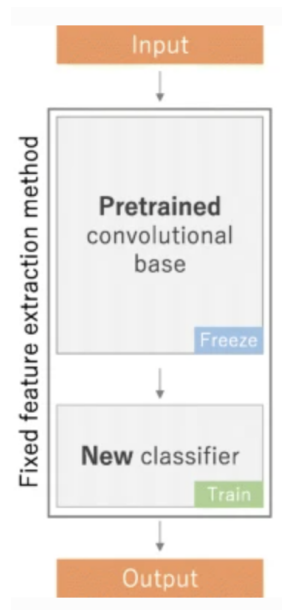 Input
Fixed feature extraction method
Pretrained
convolutional
base
Freeze
New classifier
Train
Output